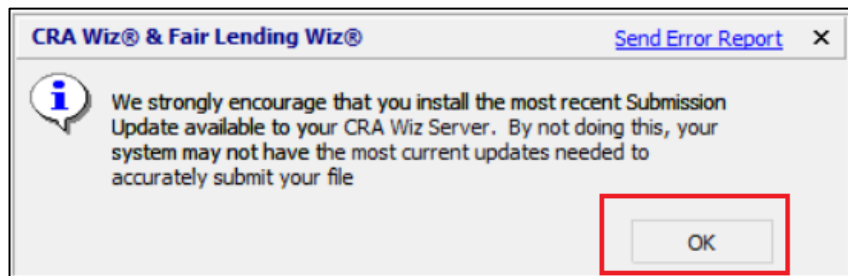 CRA Wiz® & Fair Lending Wiz® Send Error Report X
i
We strongly encourage that you install the most recent Submission
Update available to your CRA Wiz Server. By not doing this, your
system may not have the most current updates needed to
accurately submit your file
OK